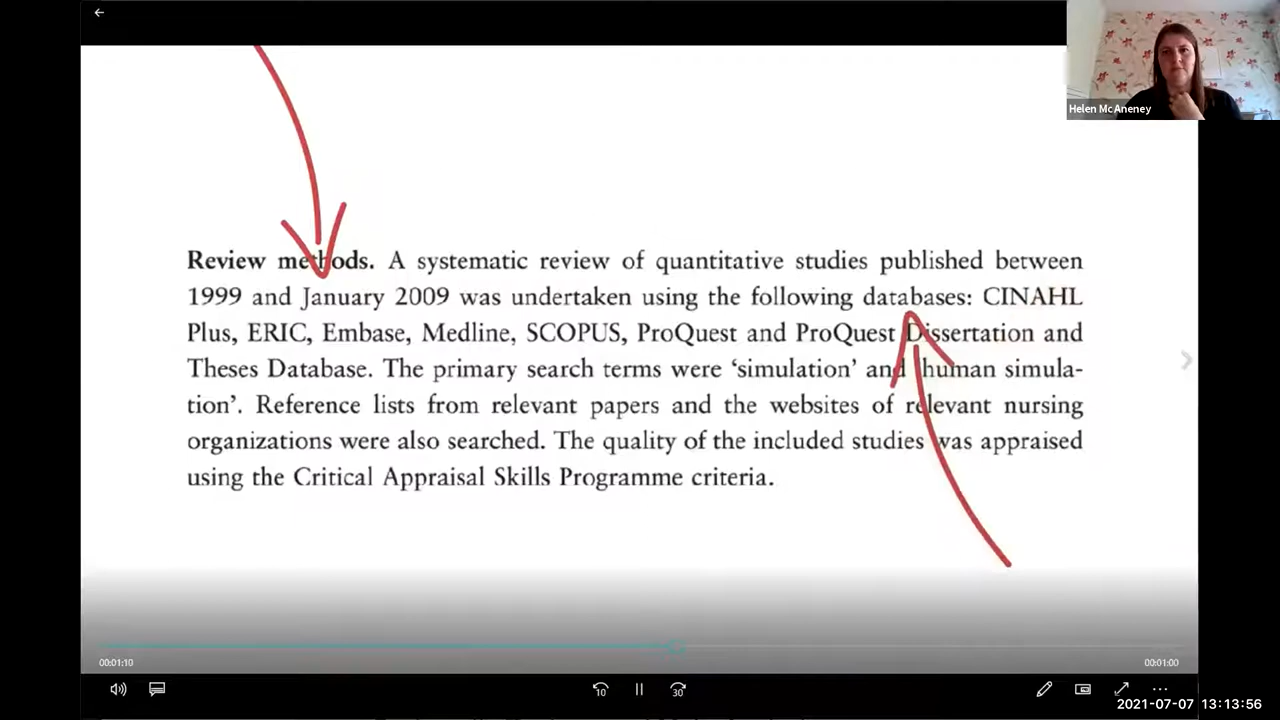 Helen McAneney
Review methods. A systematic review of quantitative studies published between
1999 and January 2009 was undertaken using the following databases: CINAHL
Plus, ERIC, Embase, Medline, SCOPUS, ProQuest and ProQuest Dissertation and
Theses Database. The primary search terms were ‘simulation’ and ‘human simula-
tion’. Reference lists from relevant papers and the websites of relevant nursing
organizations were also searched. The quality of the included studies was appraised
using the Critical Appraisal Skills Programme criteria.
00:01:10
00:01:00
10
30
2021-07-07 13:13:56